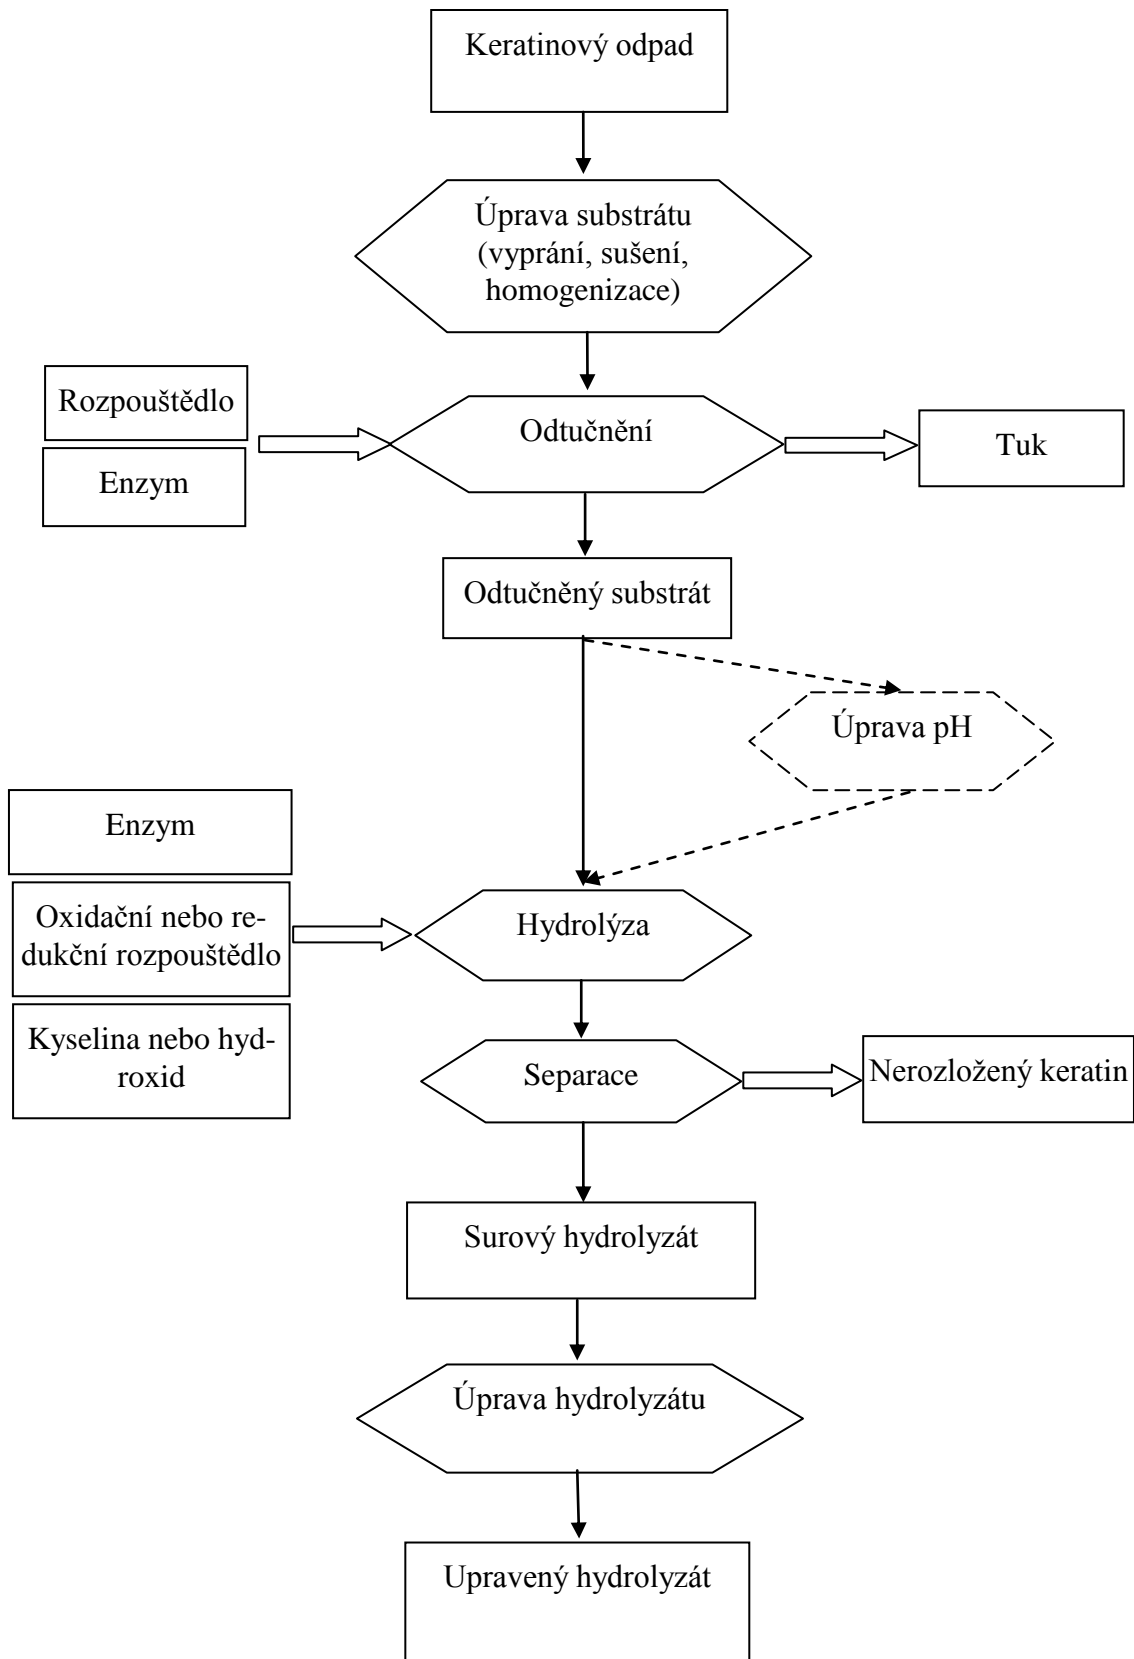 Keratinový odpad
Úprava substrátu
(vyprání, sušení,
homogenizace)
Rozpouštědlo
Enzym
Odtučnění
Tuk
Odtučněný substrát
Úprava pH
Enzym
Oxidační nebo re-
dukční rozpouštědlo
Kyselina nebo hyd-
roxid
Hydrolýza
Separace
Nerozložený keratin
Surový hydrolyzát
Úprava hydrolyzátu
Upravený hydrolyzát